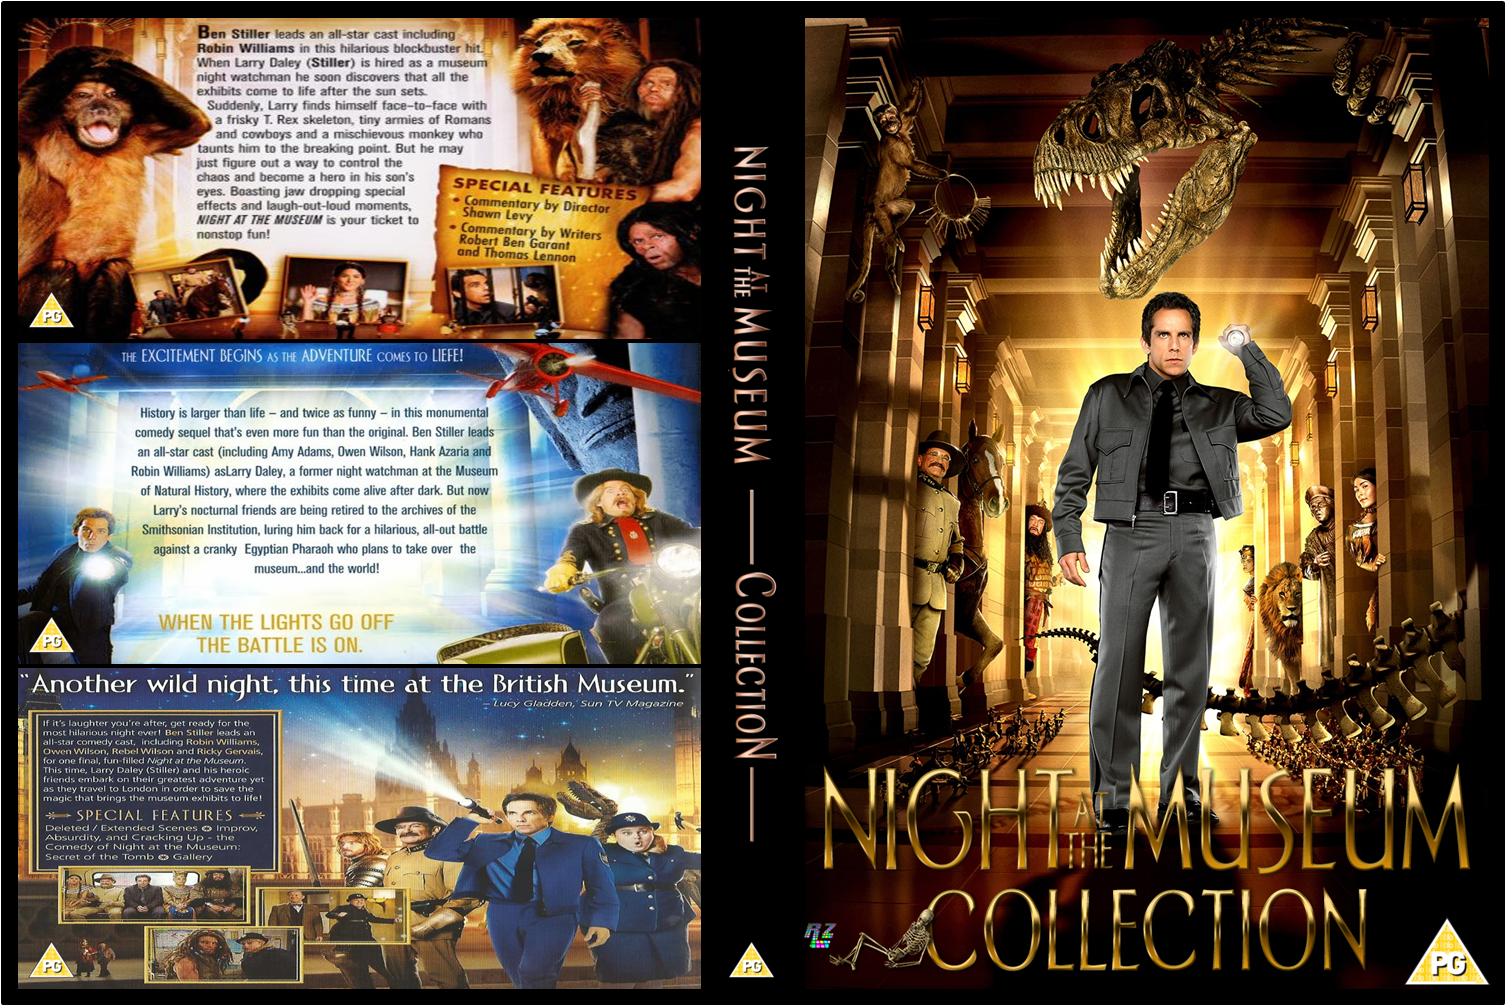 Ben Stiller leads an all-star cast including
Robin Williams in this hilarious blockbuster hit.
When Larry Daley (Stiller) is hired as a museum
night watchman he soon discovers that all the
exhibits come to life after the sun sets.
Suddenly, Larry finds himself face-to-face with
a frisky T. Rex skeleton, tiny armies of Romans
and cowboys and a mischievous monkey who
taunts him to the breaking point. But he may
just figure out a way to control the
chaos and become a hero in his son's
eyes. Boasting jaw dropping special
effects and laugh-out-loud moments,
NIGHT AT THE MUSEUM is your ticket to
nonstop fun!
SPECIAL FEATURES
• Commentary by Director
Shawn Levy
• Commentary by Writers
Robert Ben Garant
and Thomas Lennon
PG
THE EXCITEMENT BEGINS AS THE ADVENTURE COMES TO LIEFE!
History is larger than life – and twice as funny – in this monumental
comedy sequel that's even more fun than the original. Ben Stiller leads
an all-star cast (including Amy Adams, Owen Wilson, Hank Azaria and
Robin Williams) asLarry Daley, a former night watchman at the Museum
of Natural History, where the exhibits come alive after dark. But now
Larry's nocturnal friends are being retired to the archives of the
Smithsonian Institution, luring him back for a hilarious, all-out battle
against a cranky Egyptian Pharaoh who plans to take over the
museum...and the world!
WHEN THE LIGHTS GO OFF
THE BATTLE IS ON.
PG
"Another wild night, this time at the British Museum."
– Lucy Gladden, Sun TV Magazine
If it's laughter you're after, get ready for the
most hilarious night ever! Ben Stiller leads an
all-star comedy cast, including Robin Williams,
Owen Wilson, Rebel Wilson and Ricky Gervais,
for one final, fun-filled Night at the Museum.
This time, Larry Daley (Stiller) and his heroic
friends embark on their greatest adventure yet
as they travel to London in order to save the
magic that brings the museum exhibits to life!
SPECIAL FEATURES
Deleted / Extended Scenes ✪ Improv,
Absurdity, and Cracking Up - the
Comedy of Night at the Museum:
Secret of the Tomb ✪ Gallery
PG
NIGHT AT THE MUSEUM — COLLECTION —
PG
NIGHT AT THE MUSEUM
COLLECTION
RZ
PG